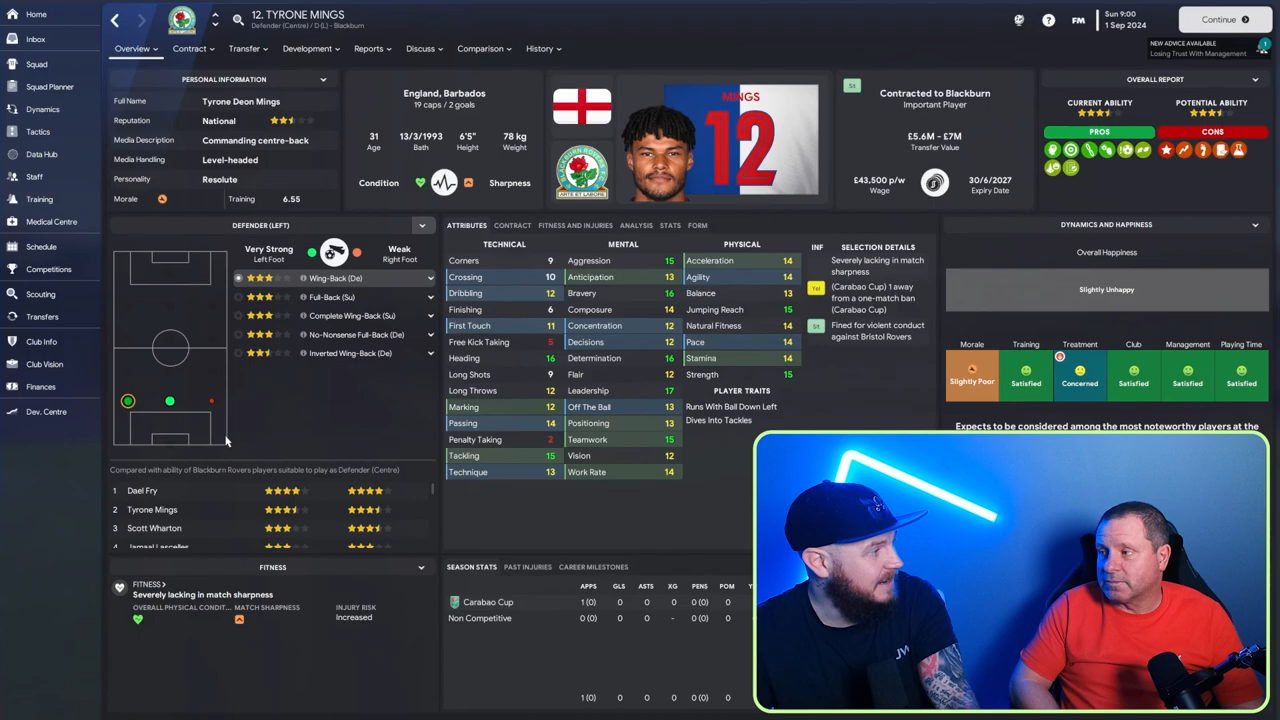 Home
Inbox
Squad
Squad Planner
Dynamics
Tactics
Data Hub
Staff
Training
Medical Centre
Schedule
Competitions
Scouting
Transfers
Club Info
Club Vision
Finances
Dev. Centre
12. TYRONE MINGS
Defender (Centre) / D (L) - Blackburn
FM
Sun 9:00
1 Sep 2024
Continue
NEW ADVICE AVAILABLE
Losing Trust With Management
1
Overview
Contract
Transfer
Development
Reports
Discuss
Comparison
History
PERSONAL INFORMATION
Full Name Tyrone Deon Mings
Reputation National
Media Description Commanding centre-back
Media Handling Level-headed
Personality Resolute
Morale Training 6.55
England, Barbados
19 caps / 2 goals
31 13/3/1993 6'5" 78 kg
Age Bath Height Weight
Condition Sharpness
MINGS
12
Slt
Contracted to Blackburn
Important Player
£5.6M - £7M
Transfer Value
£43,500 p/w 30/6/2027
Wage Expiry Date
OVERALL REPORT
CURRENT ABILITY POTENTIAL ABILITY
PROS CONS
DEFENDER (LEFT)
Very Strong Weak
Left Foot Right Foot
Wing-Back (De)
Full-Back (Su)
Complete Wing-Back (Su)
No-Nonsense Full-Back (De)
Inverted Wing-Back (De)
Compared with ability of Blackburn Rovers players suitable to play as Defender (Centre)
1 Dael Fry
2 Tyrone Mings
3 Scott Wharton
4 Jamaal Lascelles
FITNESS
FITNESS >
Severely lacking in match sharpness
OVERALL PHYSICAL CONDIT... MATCH SHARPNESS INJURY RISK
Increased
ATTRIBUTES CONTRACT FITNESS AND INJURIES ANALYSIS STATS FORM
TECHNICAL MENTAL PHYSICAL
Corners 9 Aggression 15 Acceleration 14
Crossing 10 Anticipation 13 Agility 14
Dribbling 12 Bravery 16 Balance 13
Finishing 6 Composure 14 Jumping Reach 15
First Touch 11 Concentration 12 Natural Fitness 14
Free Kick Taking 5 Decisions 12 Pace 14
Heading 16 Determination 16 Stamina 14
Long Shots 9 Flair 12 Strength 15
Long Throws 12 Leadership 17 PLAYER TRAITS
Marking 12 Off The Ball 13 Runs With Ball Down Left
Passing 14 Positioning 13 Dives Into Tackles
Penalty Taking 2 Teamwork 15
Tackling 15 Vision 12
Technique 13 Work Rate 14
INF SELECTION DETAILS
Severely lacking in match
sharpness
Yel (Carabao Cup) 1 away
from a one-match ban
(Carabao Cup)
Slt Fined for violent conduct
against Bristol Rovers
DYNAMICS AND HAPPINESS
Overall Happiness
Slightly Unhappy
Morale Training Treatment Club Management Playing Time
Slightly Poor Satisfied Concerned Satisfied Satisfied Satisfied
Expects to be considered among the most noteworthy players at the
SEASON STATS PAST INJURIES CAREER MILESTONES
APPS GLS ASTS XG PENS POM
Carabao Cup 1 (0) 0 0 0 0 (0) 0
Non Competitive 0 (0) 0 0 - 0 (0) 0
1 (0) 0 0 0 0 (0) 0